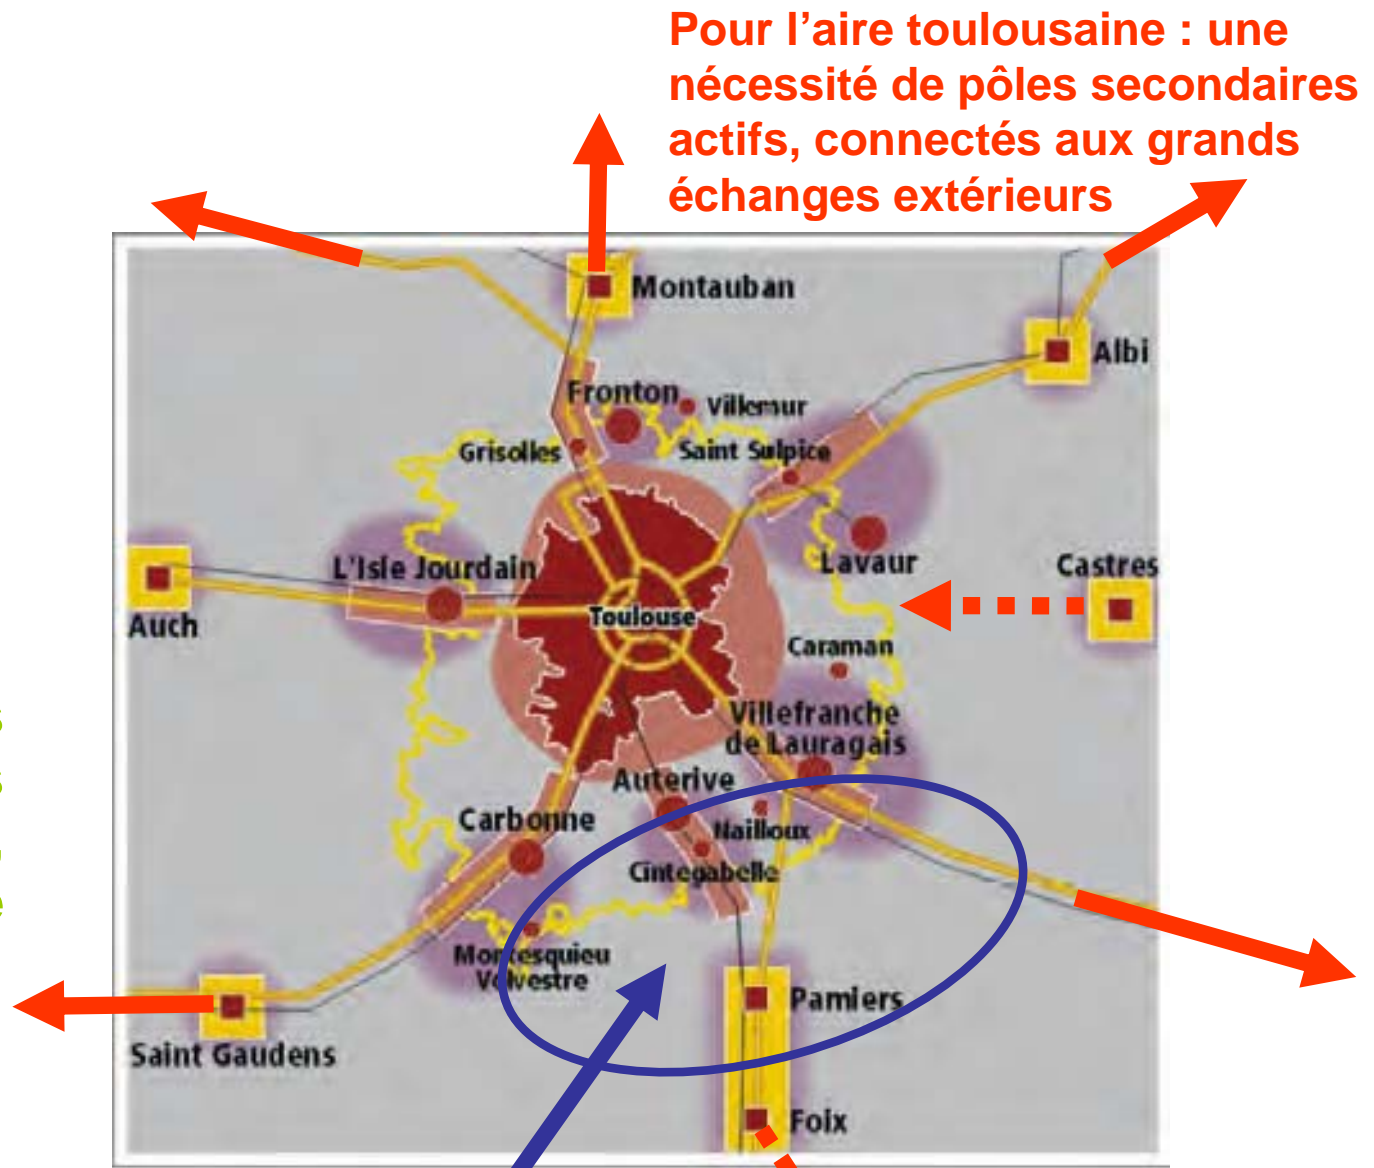 Pour l’aire toulousaine : une
nécessité de pôles secondaires
actifs, connectés aux grands
échanges extérieurs
Montauban
Albi
Fronton
Villemur
Grisolles
Saint Sulpice
L'Isle Jourdain
Lavaur
Castres
Auch
Toulouse
Caraman
Villefranche
de Lauragais
Auterive
Carbonne
Nailloux
Cintegabelle
Montesquieu
Volvestre
Pamiers
Saint Gaudens
Foix